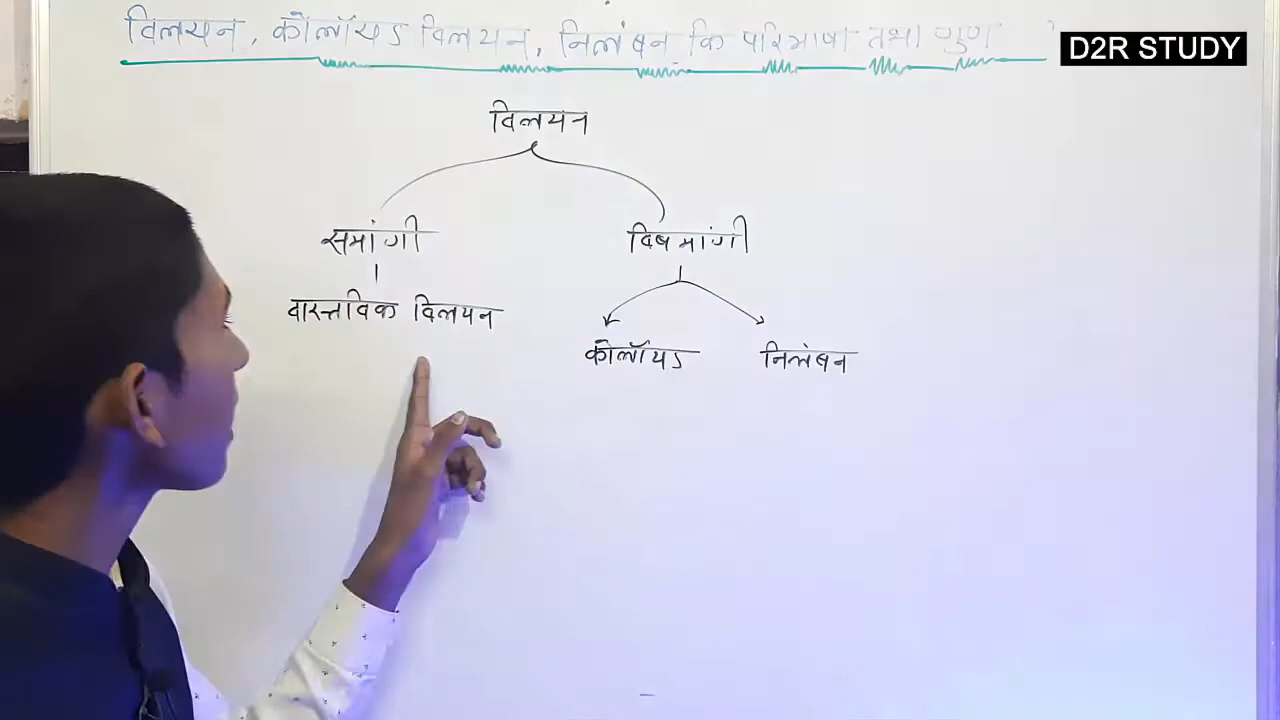 विलयन, कोलॉयड विलयन, निलंबन कि परिभाषा तथा गुण
D2R STUDY
विलयन
समांगी
विषमांगी
वास्तविक विलयन
कोलॉयड
निलंबन